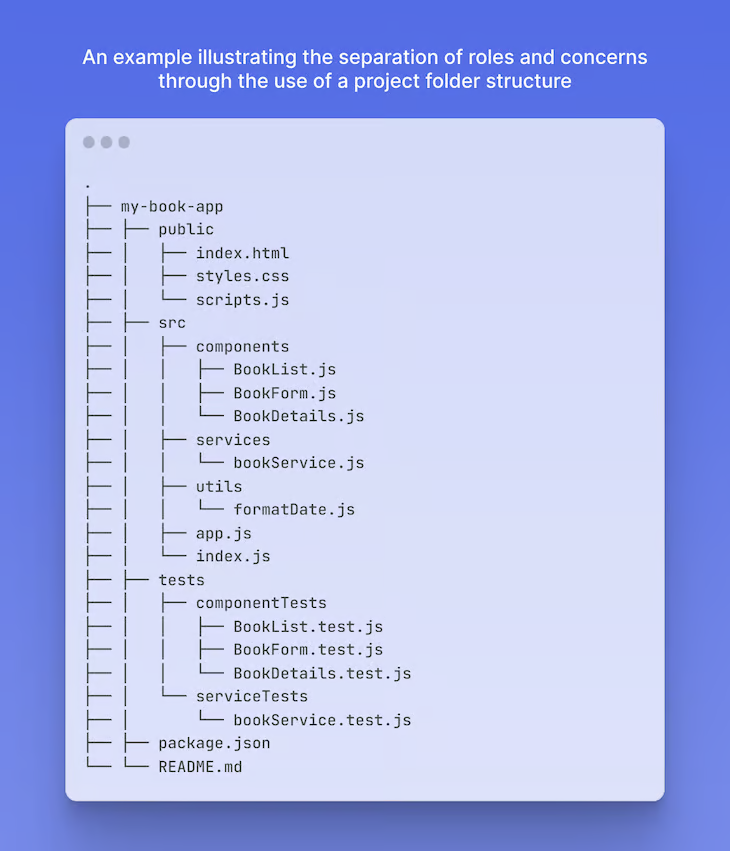 An example illustrating the separation of roles and concerns
through the use of a project folder structure
.
├── my-book-app
├── ├── public
├── │   ├── index.html
├── │   ├── styles.css
├── │   └── scripts.js
├── ├── src
├── │   ├── components
├── │   │   ├── BookList.js
├── │   │   ├── BookForm.js
├── │   │   └── BookDetails.js
├── │   ├── services
├── │   │   └── bookService.js
├── │   ├── utils
├── │   │   └── formatDate.js
├── │   ├── app.js
├── │   └── index.js
├── ├── tests
├── │   ├── componentTests
├── │   │   ├── BookList.test.js
├── │   │   ├── BookForm.test.js
├── │   │   └── BookDetails.test.js
├── │   └── serviceTests
├── │       └── bookService.test.js
├── ├── package.json
└── └── README.md